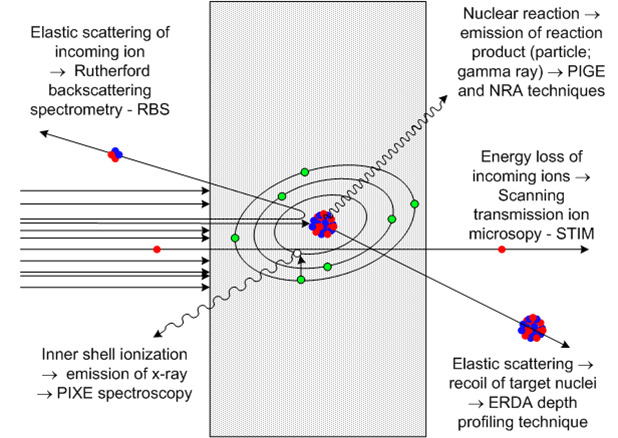 Elastic scattering of
incoming ion
→ Rutherford
backscattering
spectrometry - RBS
Nuclear reaction →
emission of reaction
product (particle;
gamma ray) → PIGE
and NRA techniques
Energy loss of
incoming ions →
Scanning
transmission ion
microsopy - STIM
Inner shell ionization
→ emission of x-ray
→ PIXE spectroscopy
Elastic scattering →
recoil of target nuclei
→ ERDA depth
profiling technique